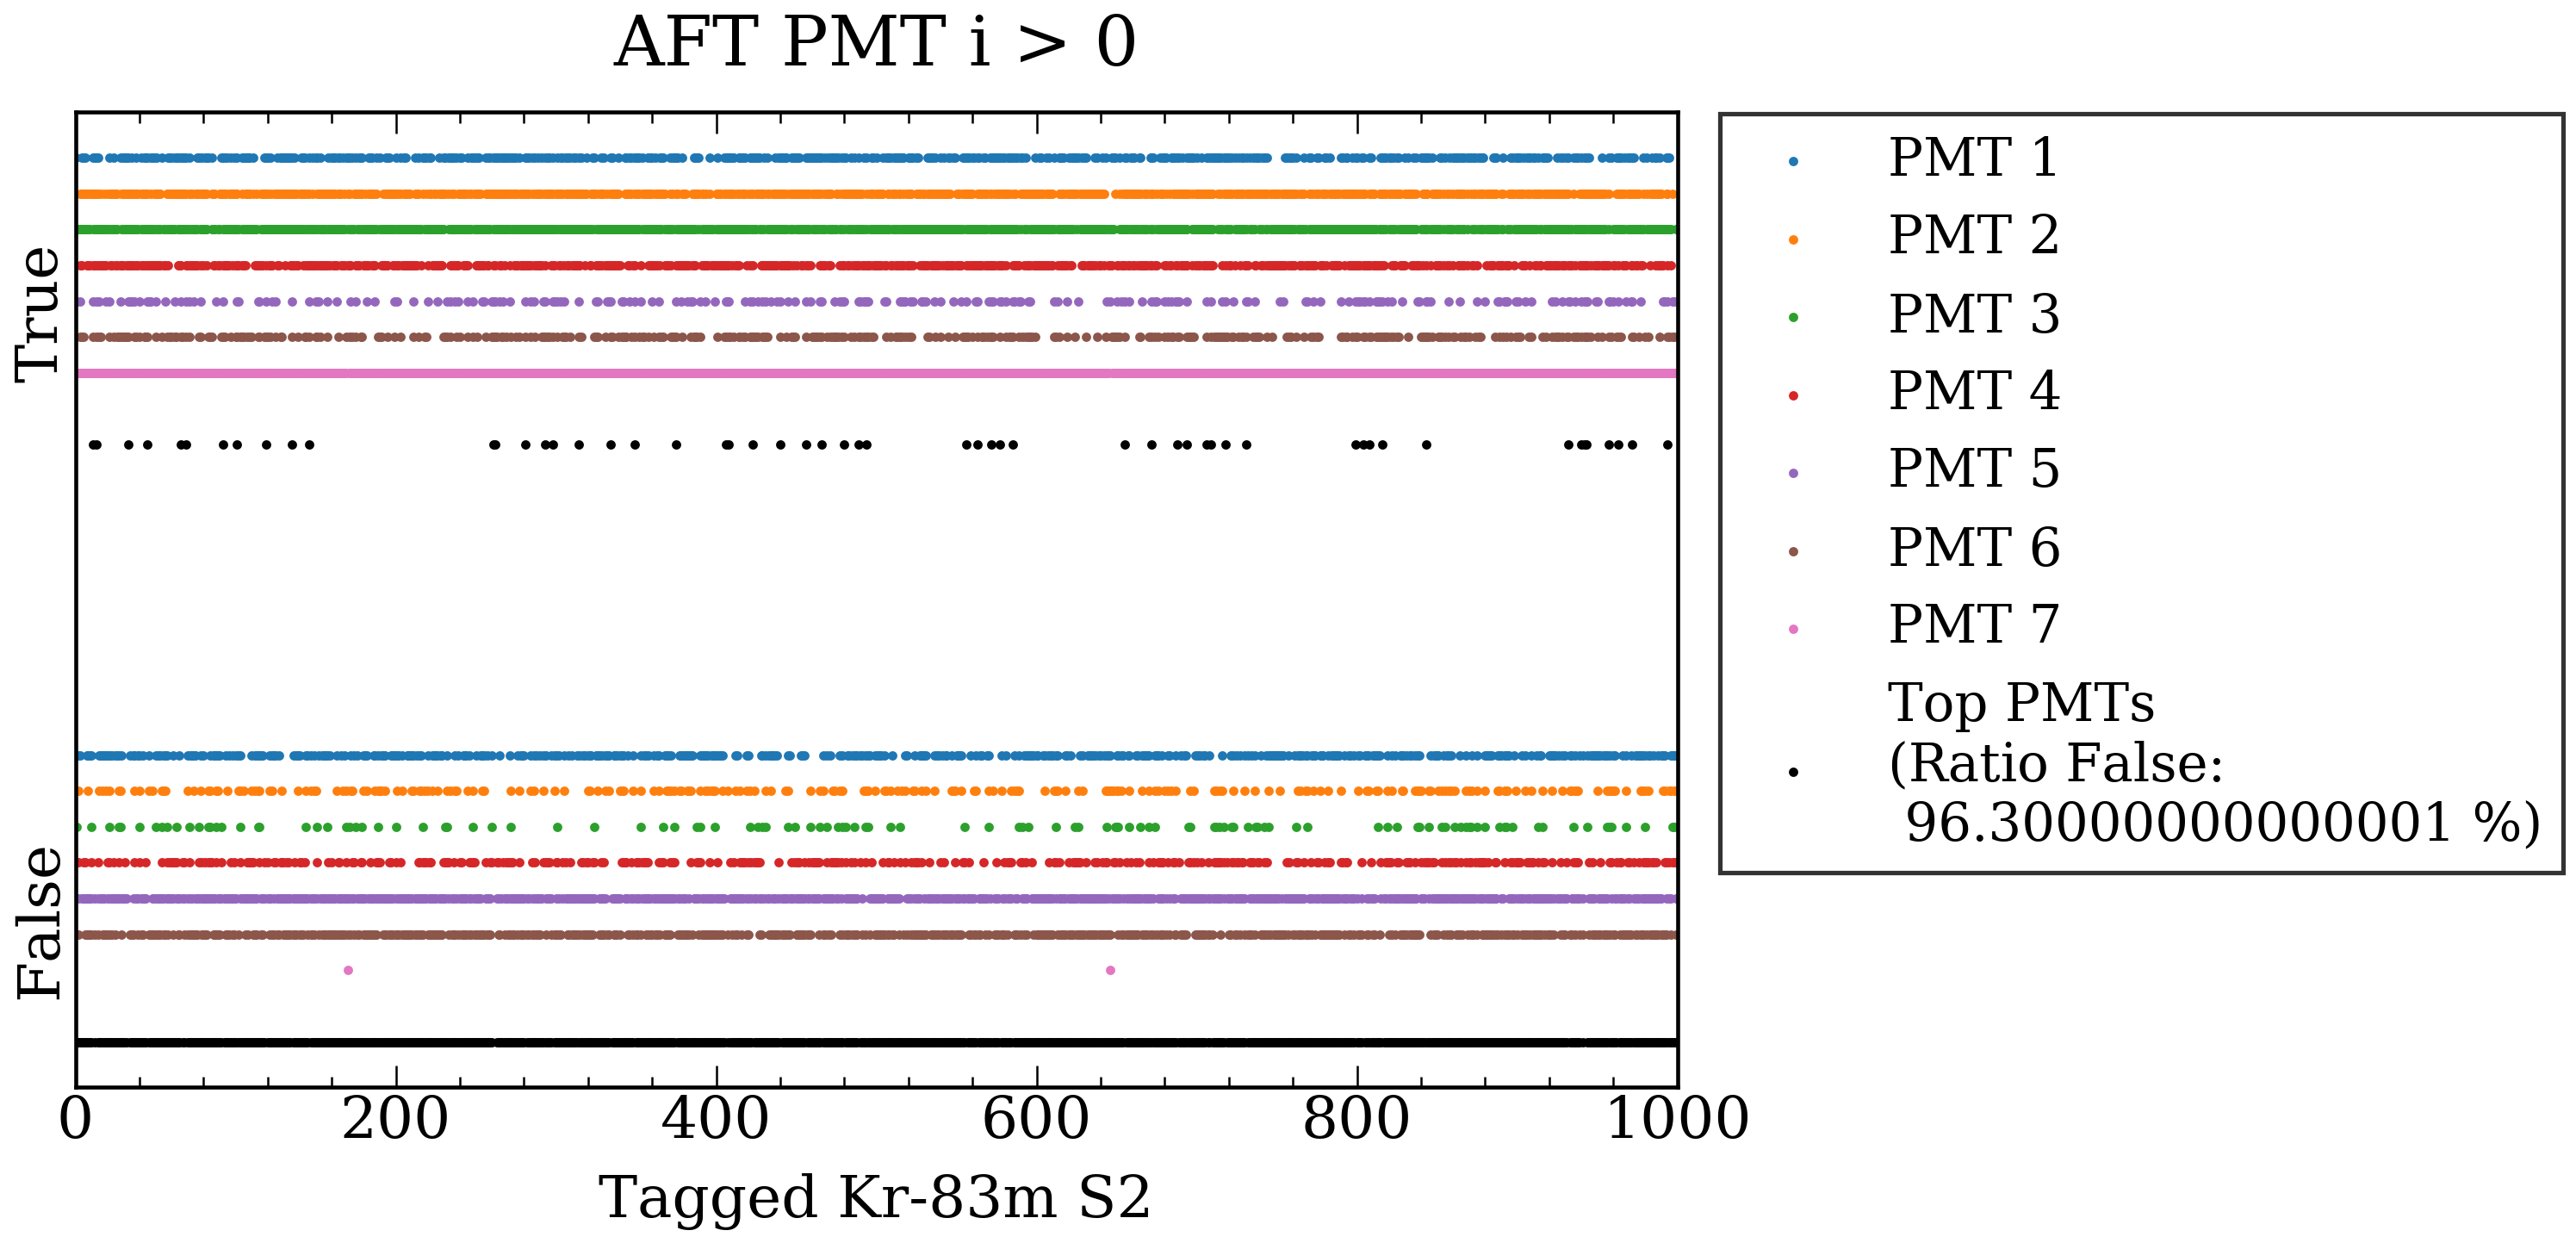 AFT PMT i > 0
True
False
0 200 400 600 800 1000
Tagged Kr-83m S2
PMT 1
PMT 2
PMT 3
PMT 4
PMT 5
PMT 6
PMT 7
Top PMTs
(Ratio False:
96.30000000000001 %)